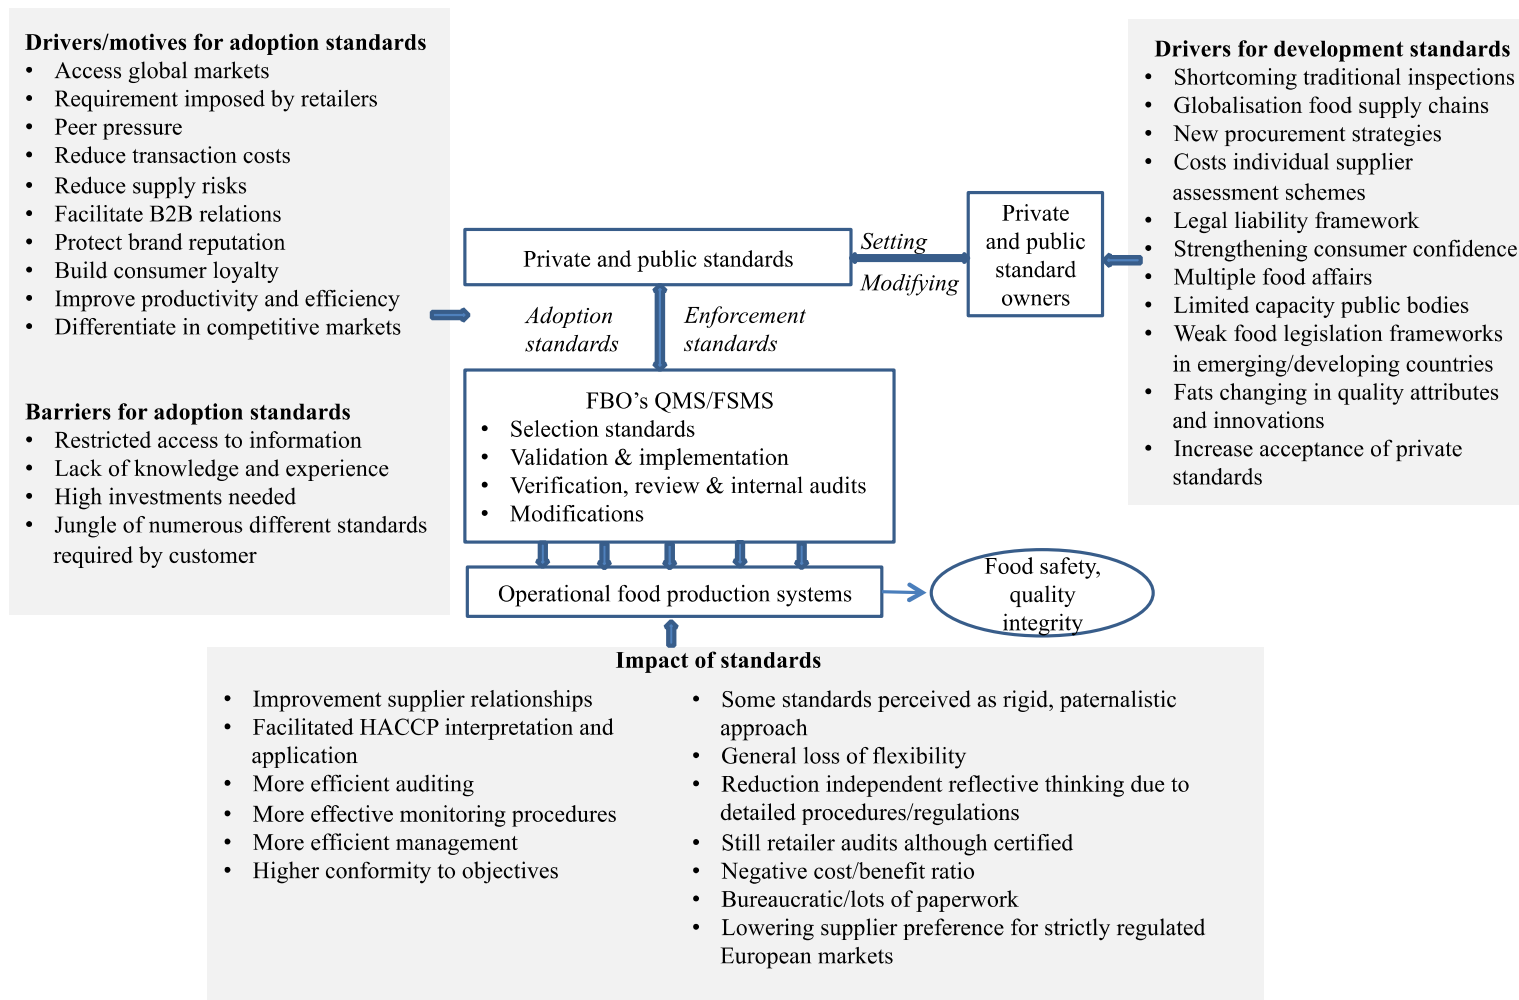 Drivers/motives for adoption standards
• Access global markets
• Requirement imposed by retailers
• Peer pressure
• Reduce transaction costs
• Reduce supply risks
• Facilitate B2B relations
• Protect brand reputation
• Build consumer loyalty
• Improve productivity and efficiency
• Differentiate in competitive markets
Barriers for adoption standards
• Restricted access to information
• Lack of knowledge and experience
• High investments needed
• Jungle of numerous different standards
required by customer
Private and public standards
Setting
Modifying
Private
and public
standard
owners
Drivers for development standards
• Shortcoming traditional inspections
• Globalisation food supply chains
• New procurement strategies
• Costs individual supplier
assessment schemes
• Legal liability framework
• Strengthening consumer confidence
• Multiple food affairs
• Limited capacity public bodies
• Weak food legislation frameworks
in emerging/developing countries
• Fats changing in quality attributes
and innovations
• Increase acceptance of private
standards
Adoption
standards
Enforcement
standards
FBO’s QMS/FSMS
• Selection standards
• Validation & implementation
• Verification, review & internal audits
• Modifications
Operational food production systems
Food safety,
quality
integrity
Impact of standards
• Improvement supplier relationships
• Facilitated HACCP interpretation and
application
• More efficient auditing
• More effective monitoring procedures
• More efficient management
• Higher conformity to objectives
• Some standards perceived as rigid, paternalistic
approach
• General loss of flexibility
• Reduction independent reflective thinking due to
detailed procedures/regulations
• Still retailer audits although certified
• Negative cost/benefit ratio
• Bureaucratic/lots of paperwork
• Lowering supplier preference for strictly regulated
European markets